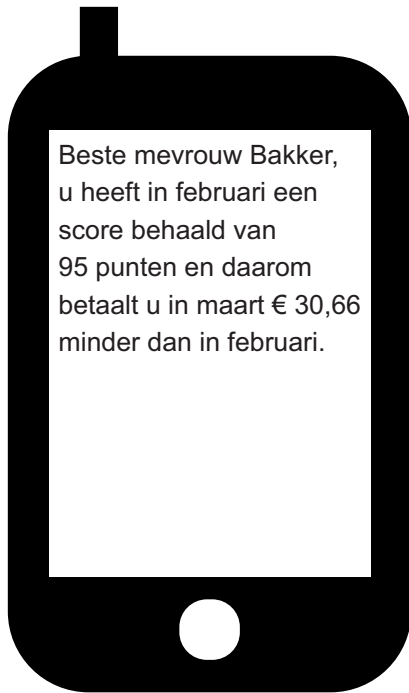 Beste mevrouw Bakker,
u heeft in februari een
score behaald van
95 punten en daarom
betaalt u in maart € 30,66
minder dan in februari.